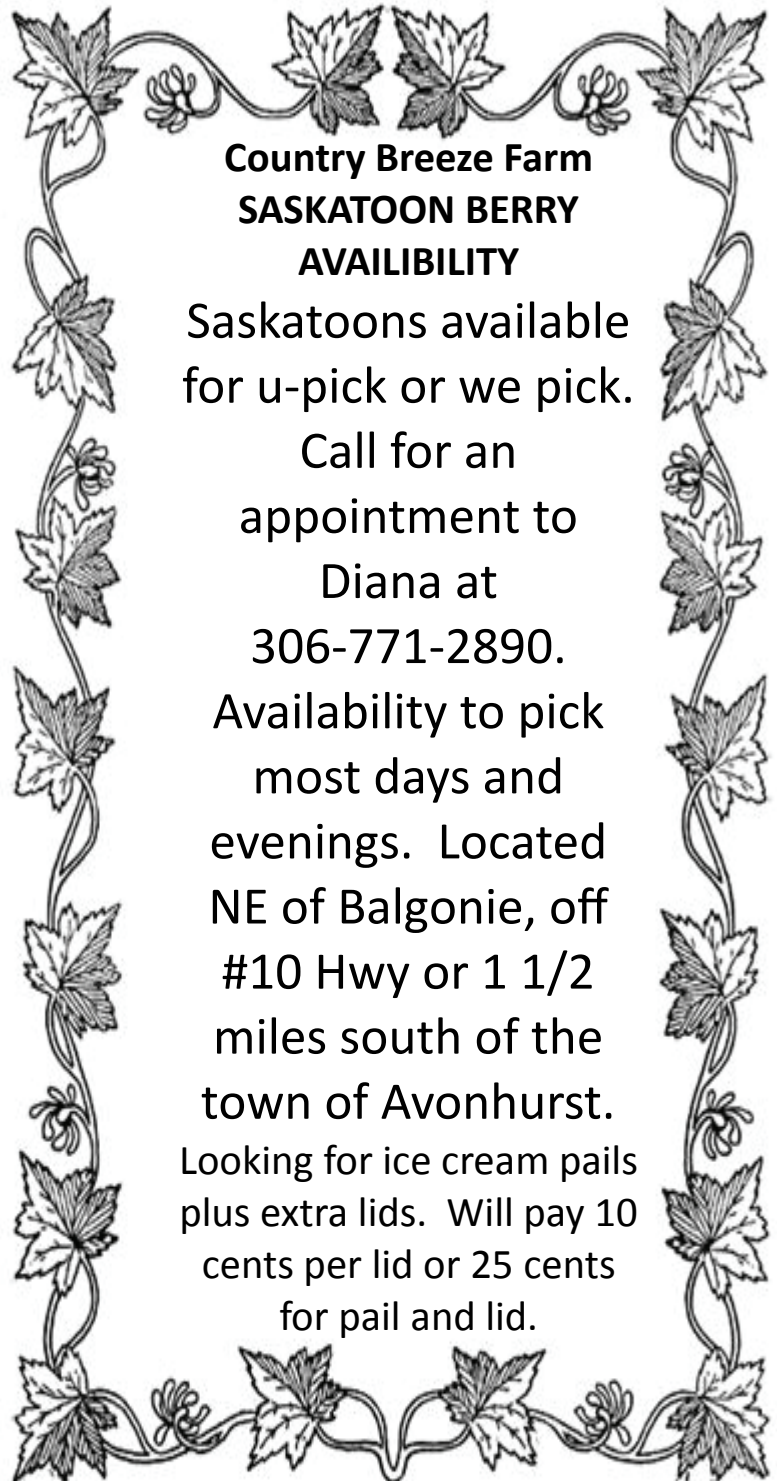 Country Breeze Farm
SASKATOON BERRY
AVAILIBILITY
Saskatoons available
for u-pick or we pick.
Call for an
appointment to
Diana at
306-771-2890.
Availability to pick
most days and
evenings.  Located
NE of Balgonie, off
#10 Hwy or 1 1/2
miles south of the
town of Avonhurst.
Looking for ice cream pails
plus extra lids.  Will pay 10
cents per lid or 25 cents
for pail and lid.